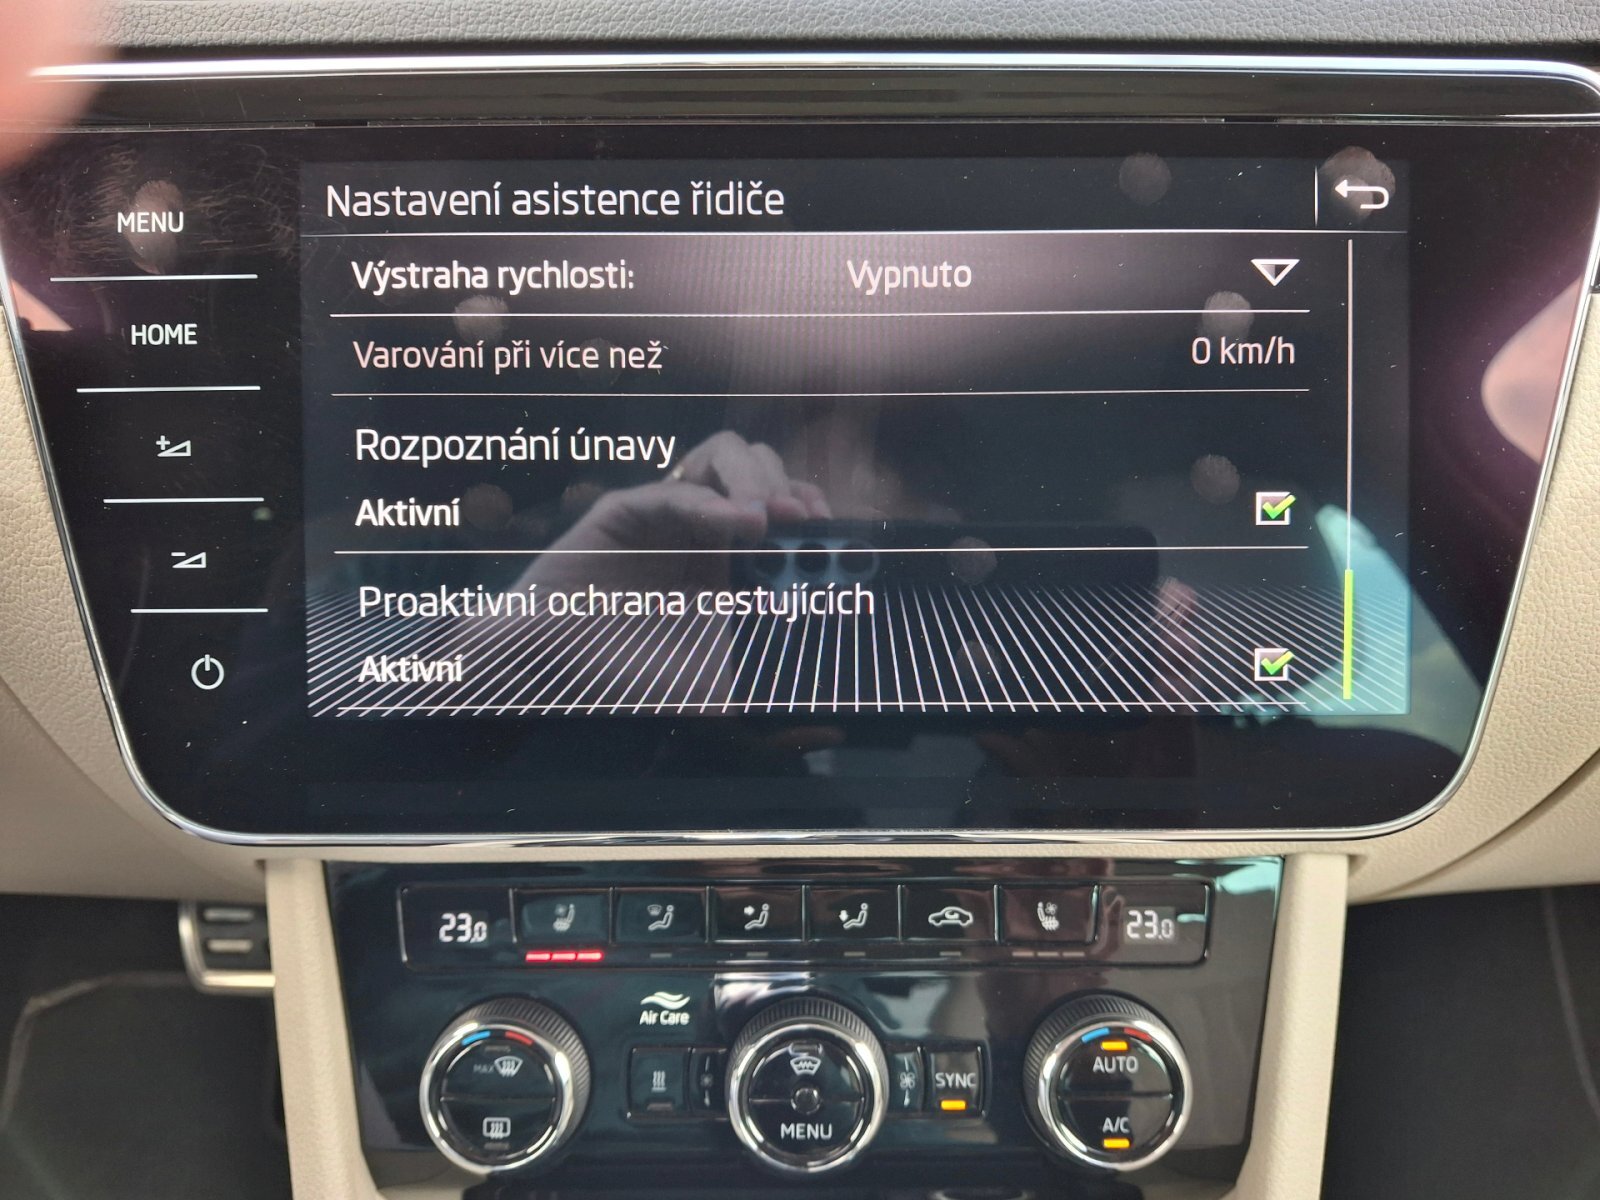 Nastavení asistence řidiče
MENU
Výstraha rychlosti: Vypnuto
HOME
Varování při více než 0 km/h
Rozpoznání únavy
Aktivní
Proaktivní ochrana cestujících
Aktivní
23.0 23.0
Air Care
MAX
SYNC
AUTO
MENU
A/C